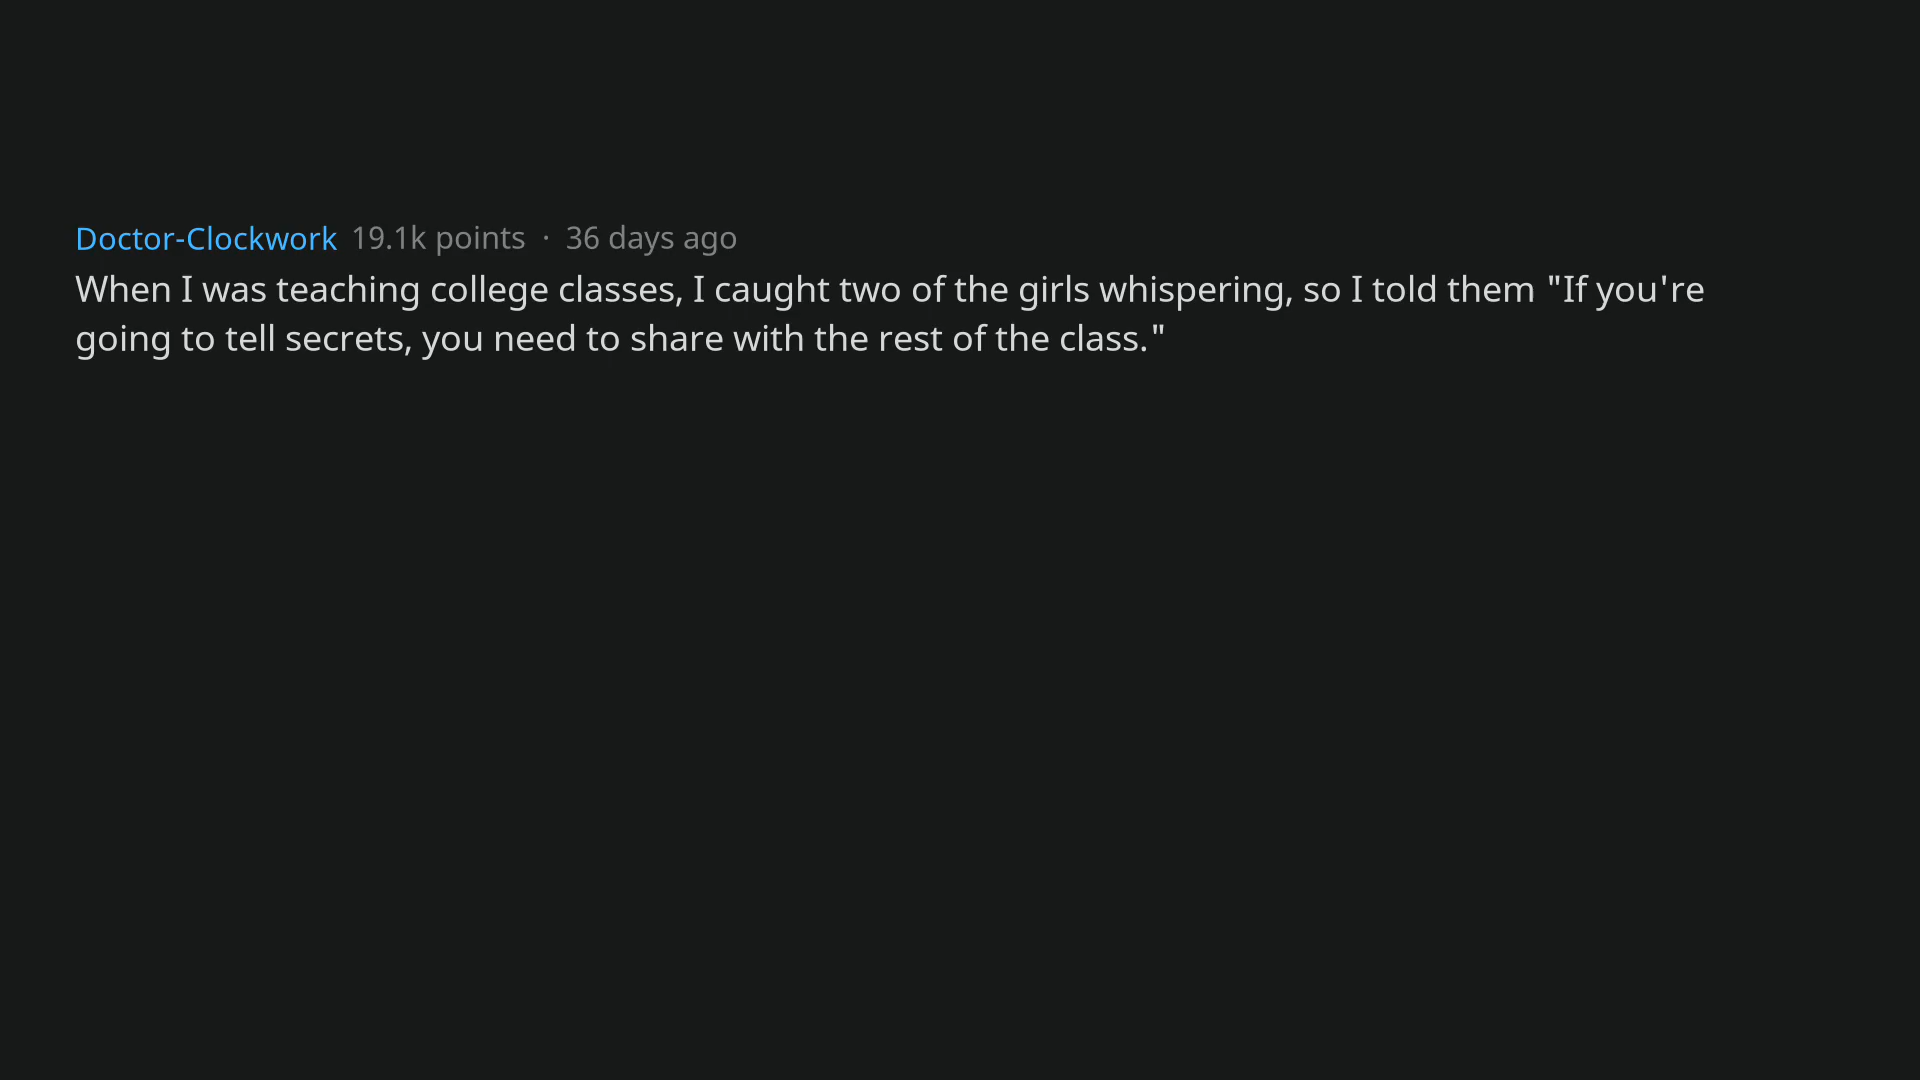 Doctor-Clockwork 19.1k points · 36 days ago
When I was teaching college classes, I caught two of the girls whispering, so I told them "If you're
going to tell secrets, you need to share with the rest of the class."